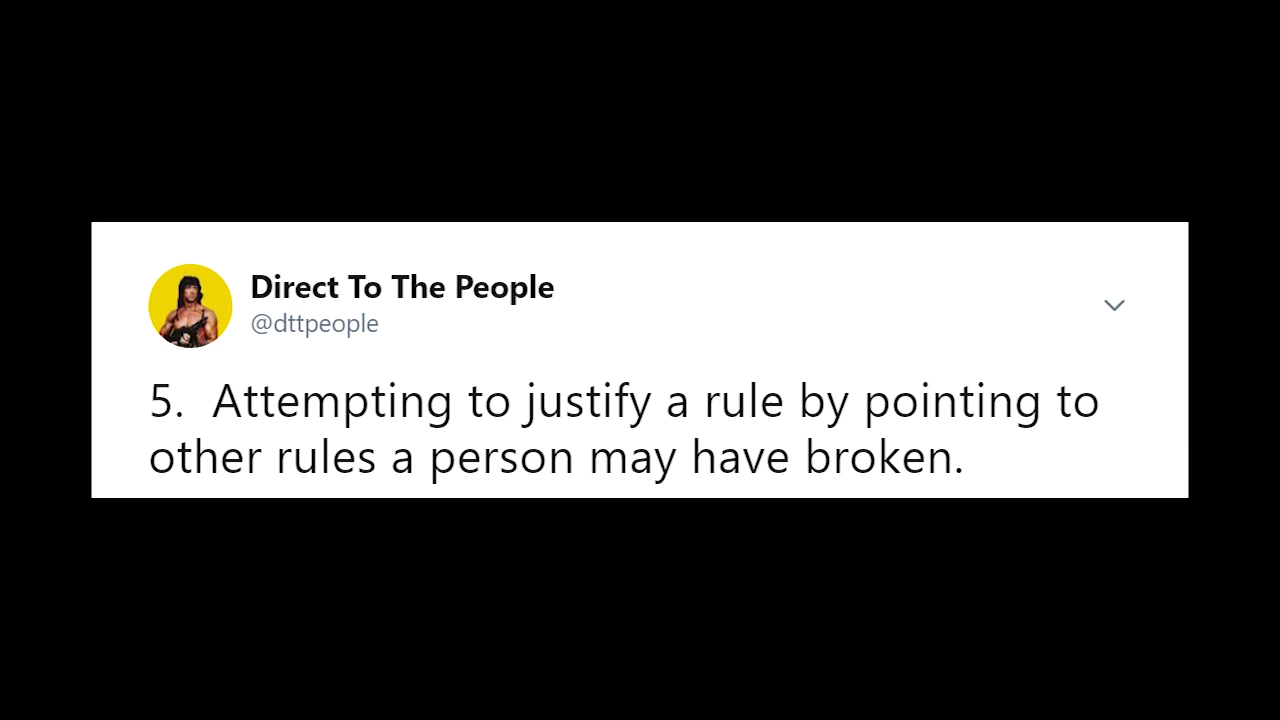 Direct To The People
@dttpeople
5. Attempting to justify a rule by pointing to
other rules a person may have broken.